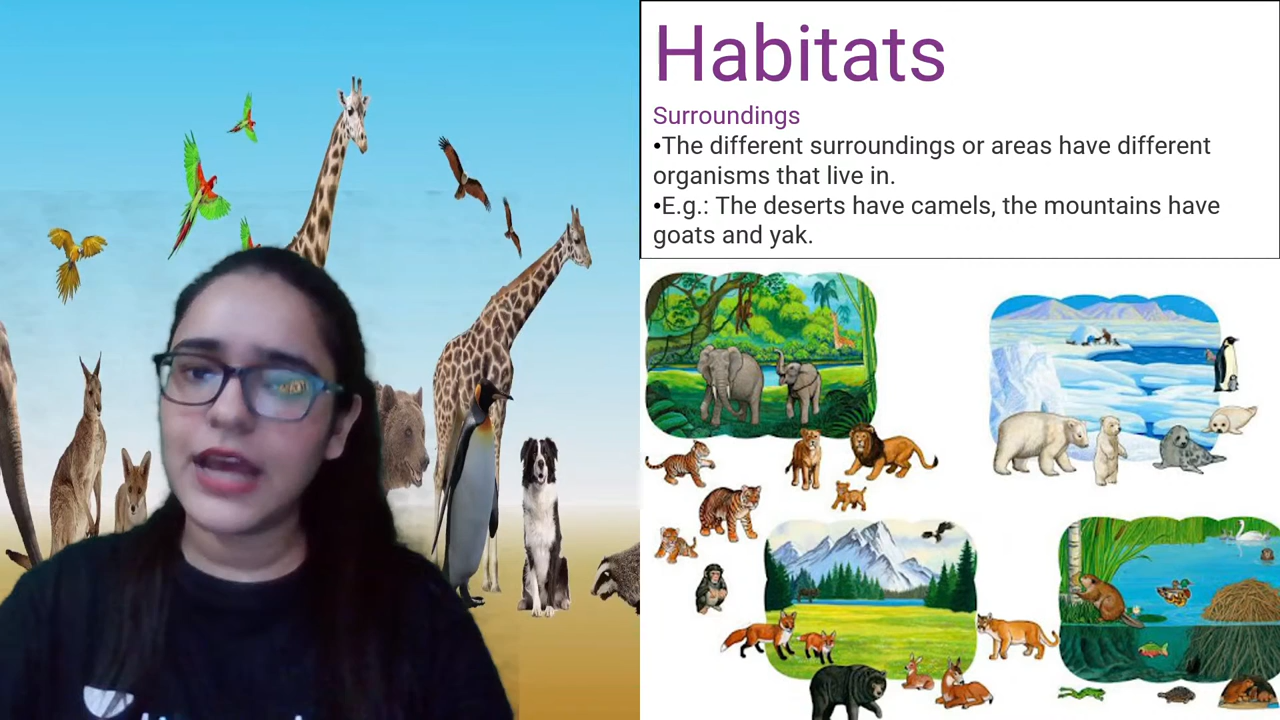 Habitats
Surroundings
•The different surroundings or areas have different
organisms that live in.
•E.g.: The deserts have camels, the mountains have
goats and yak.